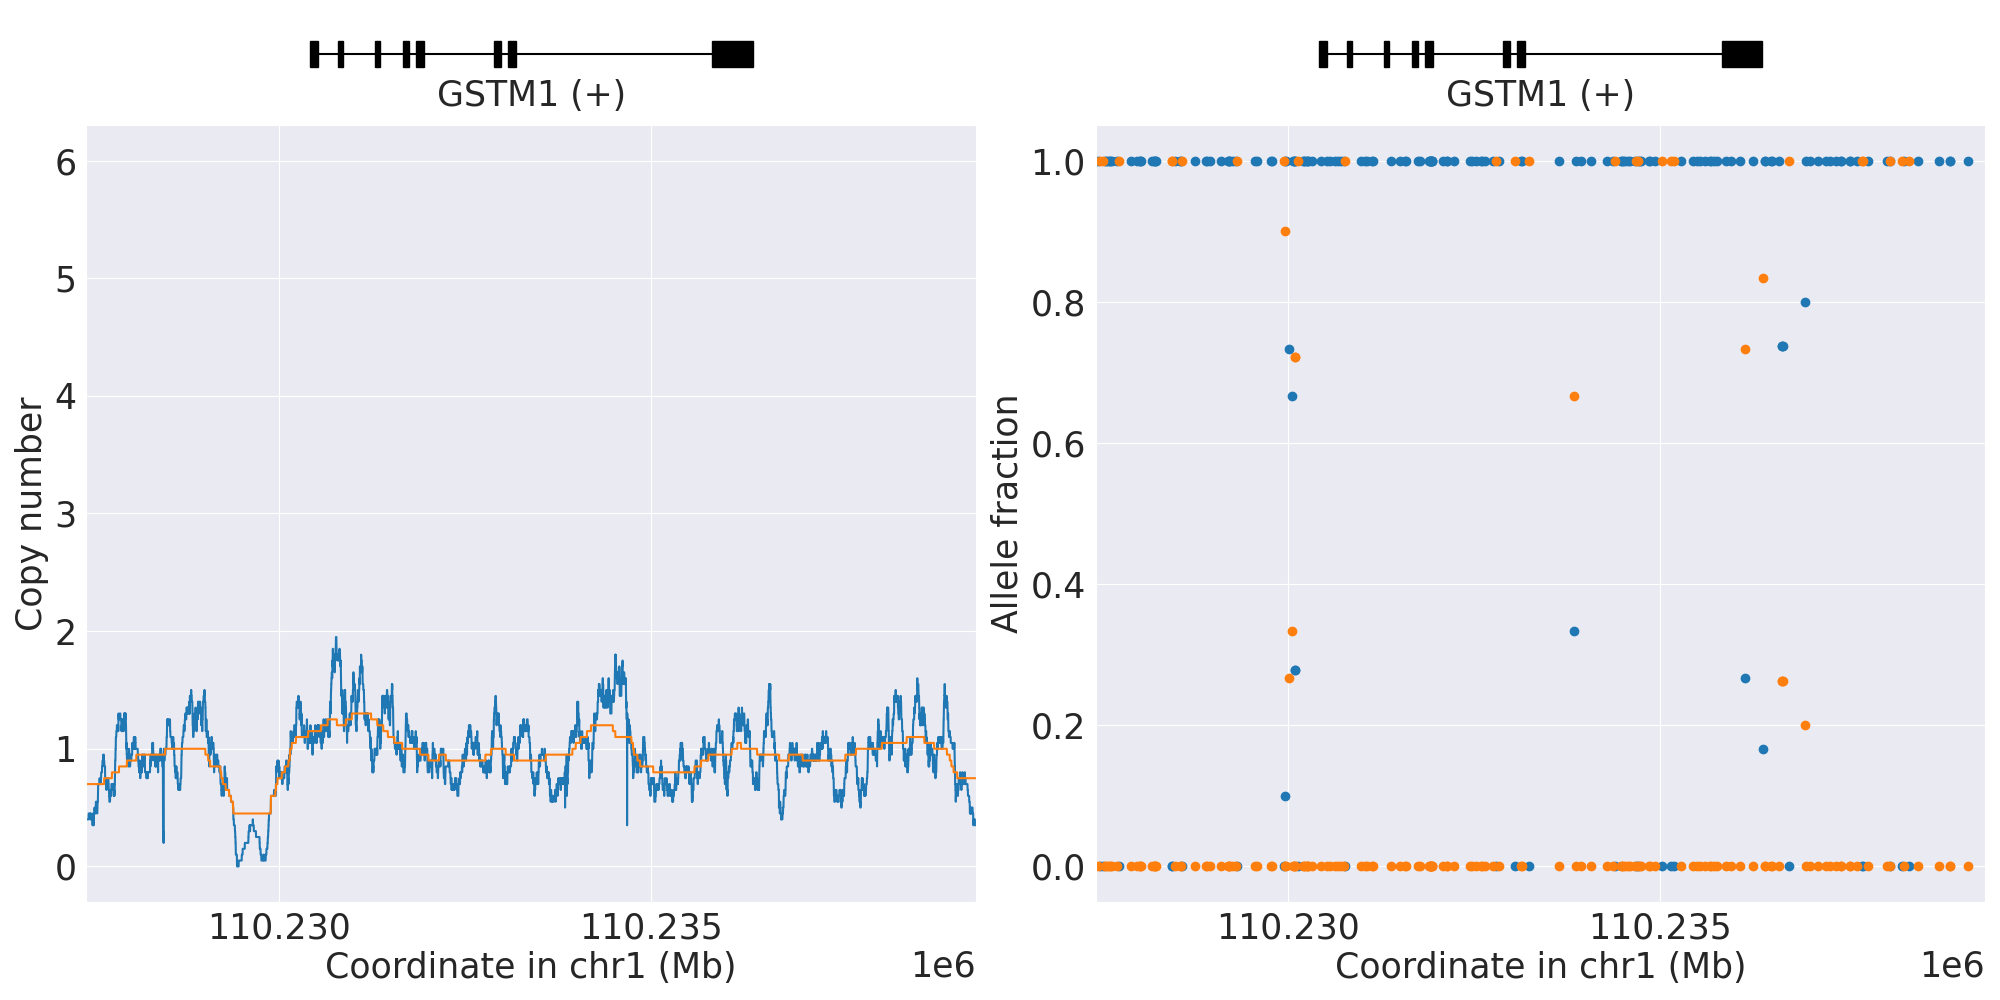 GSTM1 (+)
6
5
4
3
2
1
0
Copy number
110.230
110.235
Coordinate in chr1 (Mb)
1e6
GSTM1 (+)
1.0
0.8
0.6
0.4
0.2
0.0
Allele fraction
110.230
110.235
Coordinate in chr1 (Mb)
1e6